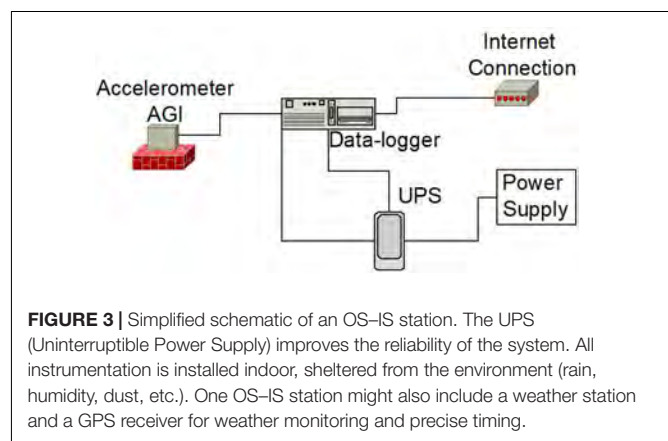 Internet
Connection
Accelerometer
AGI
Data-logger
UPS
Power
Supply
FIGURE 3 | Simplified schematic of an OS–IS station. The UPS
(Uninterruptible Power Supply) improves the reliability of the system. All
instrumentation is installed indoor, sheltered from the environment (rain,
humidity, dust, etc.). One OS–IS station might also include a weather station
and a GPS receiver for weather monitoring and precise timing.